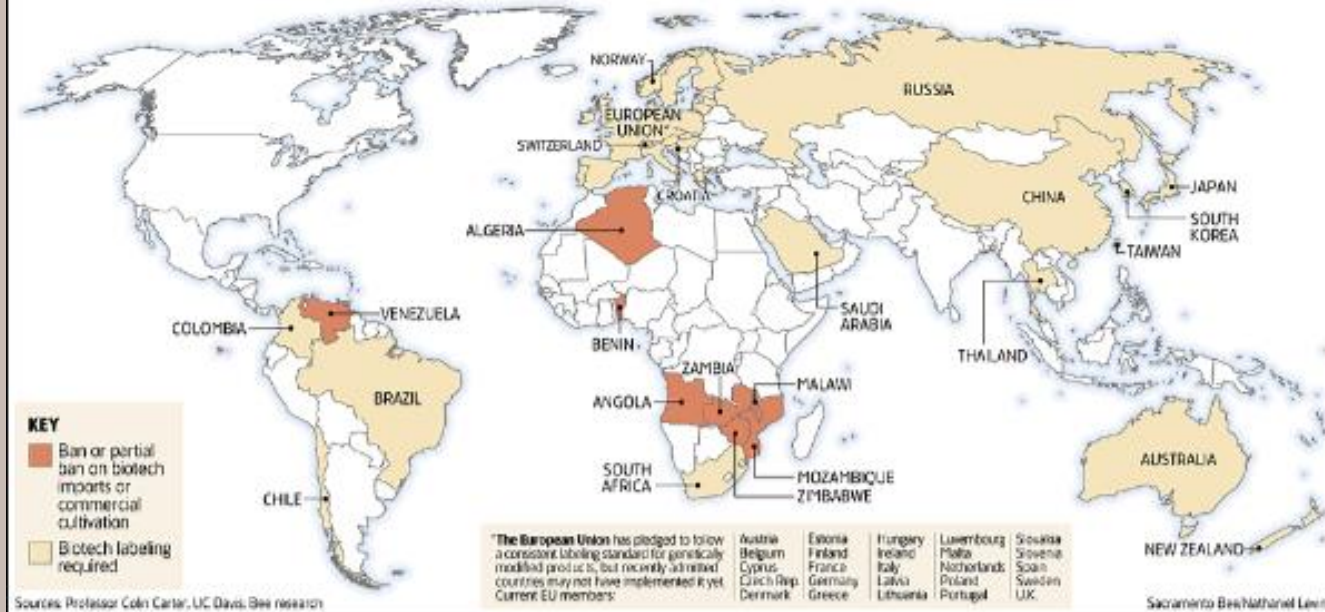 NORWAY
RUSSIA
EUROPEAN
UNION*
SWITZERLAND
CROATIA
CHINA
JAPAN
SOUTH
KOREA
TAIWAN
ALGERIA
SAUDI
ARABIA
THAILAND
VENEZUELA
COLOMBIA
BENIN
ZAMBIA
MALAWI
ANGOLA
BRAZIL
MOZAMBIQUE
ZIMBABWE
SOUTH
AFRICA
CHILE
AUSTRALIA
NEW ZEALAND
KEY
Ban or partial
ban on biotech
imports or
commercial
cultivation
Biotech labeling
required
*The European Union has pledged to follow
a consistent labeling standard for genetically
modified products, but recently admitted
countries may not have implemented it yet.
Current EU members:
Austria
Belgium
Cyprus
Czech Rep.
Denmark
Estonia
Finland
France
Germany
Greece
Hungary
Ireland
Italy
Latvia
Lithuania
Luxembourg
Malta
Netherlands
Poland
Portugal
Slovakia
Slovenia
Spain
Sweden
U.K.
Sources: Professor Colin Carter, UC Davis, Bee research
Sacramento Bee/Nathaniel Levin